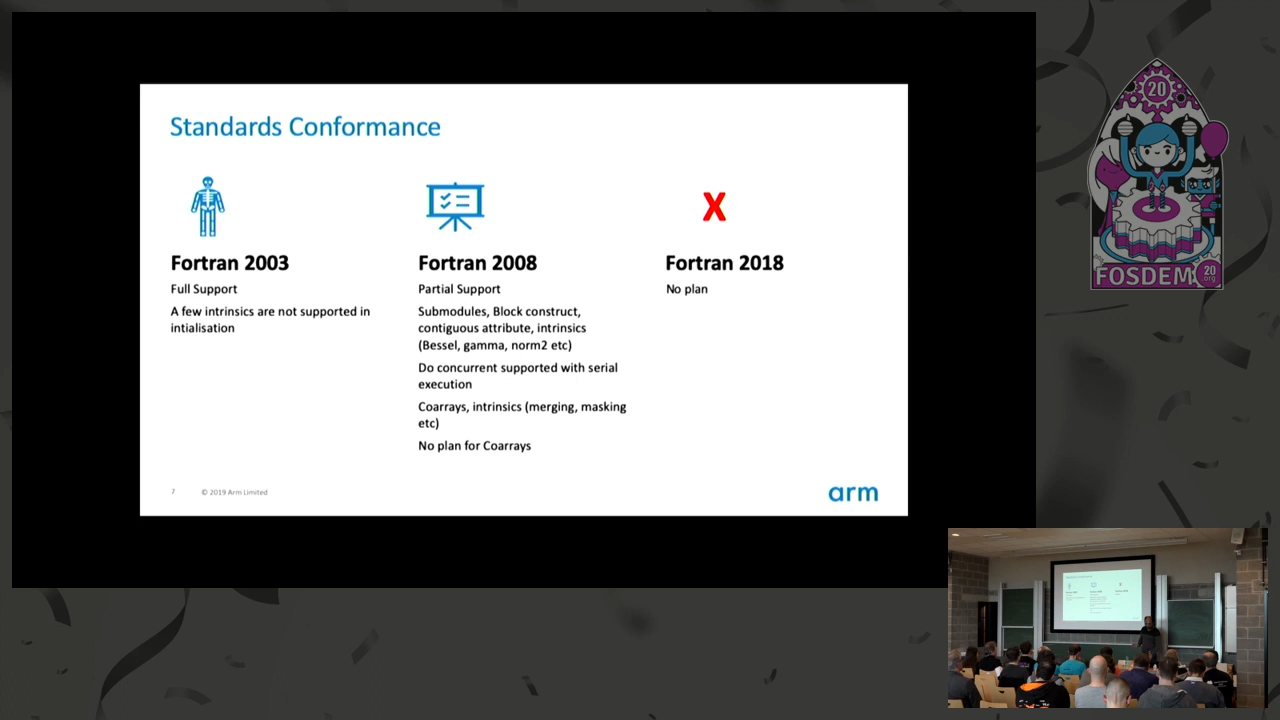 Standards Conformance
X
Fortran 2003
Full Support
A few intrinsics are not supported in
intialisation
Fortran 2008
Partial Support
Submodules, Block construct,
contiguous attribute, intrinsics
(Bessel, gamma, norm2 etc)
Do concurrent supported with serial
execution
Coarrays, intrinsics (merging, masking
etc)
No plan for Coarrays
Fortran 2018
No plan
7 © 2019 Arm Limited
arm
20
FOSDEM
20
.org